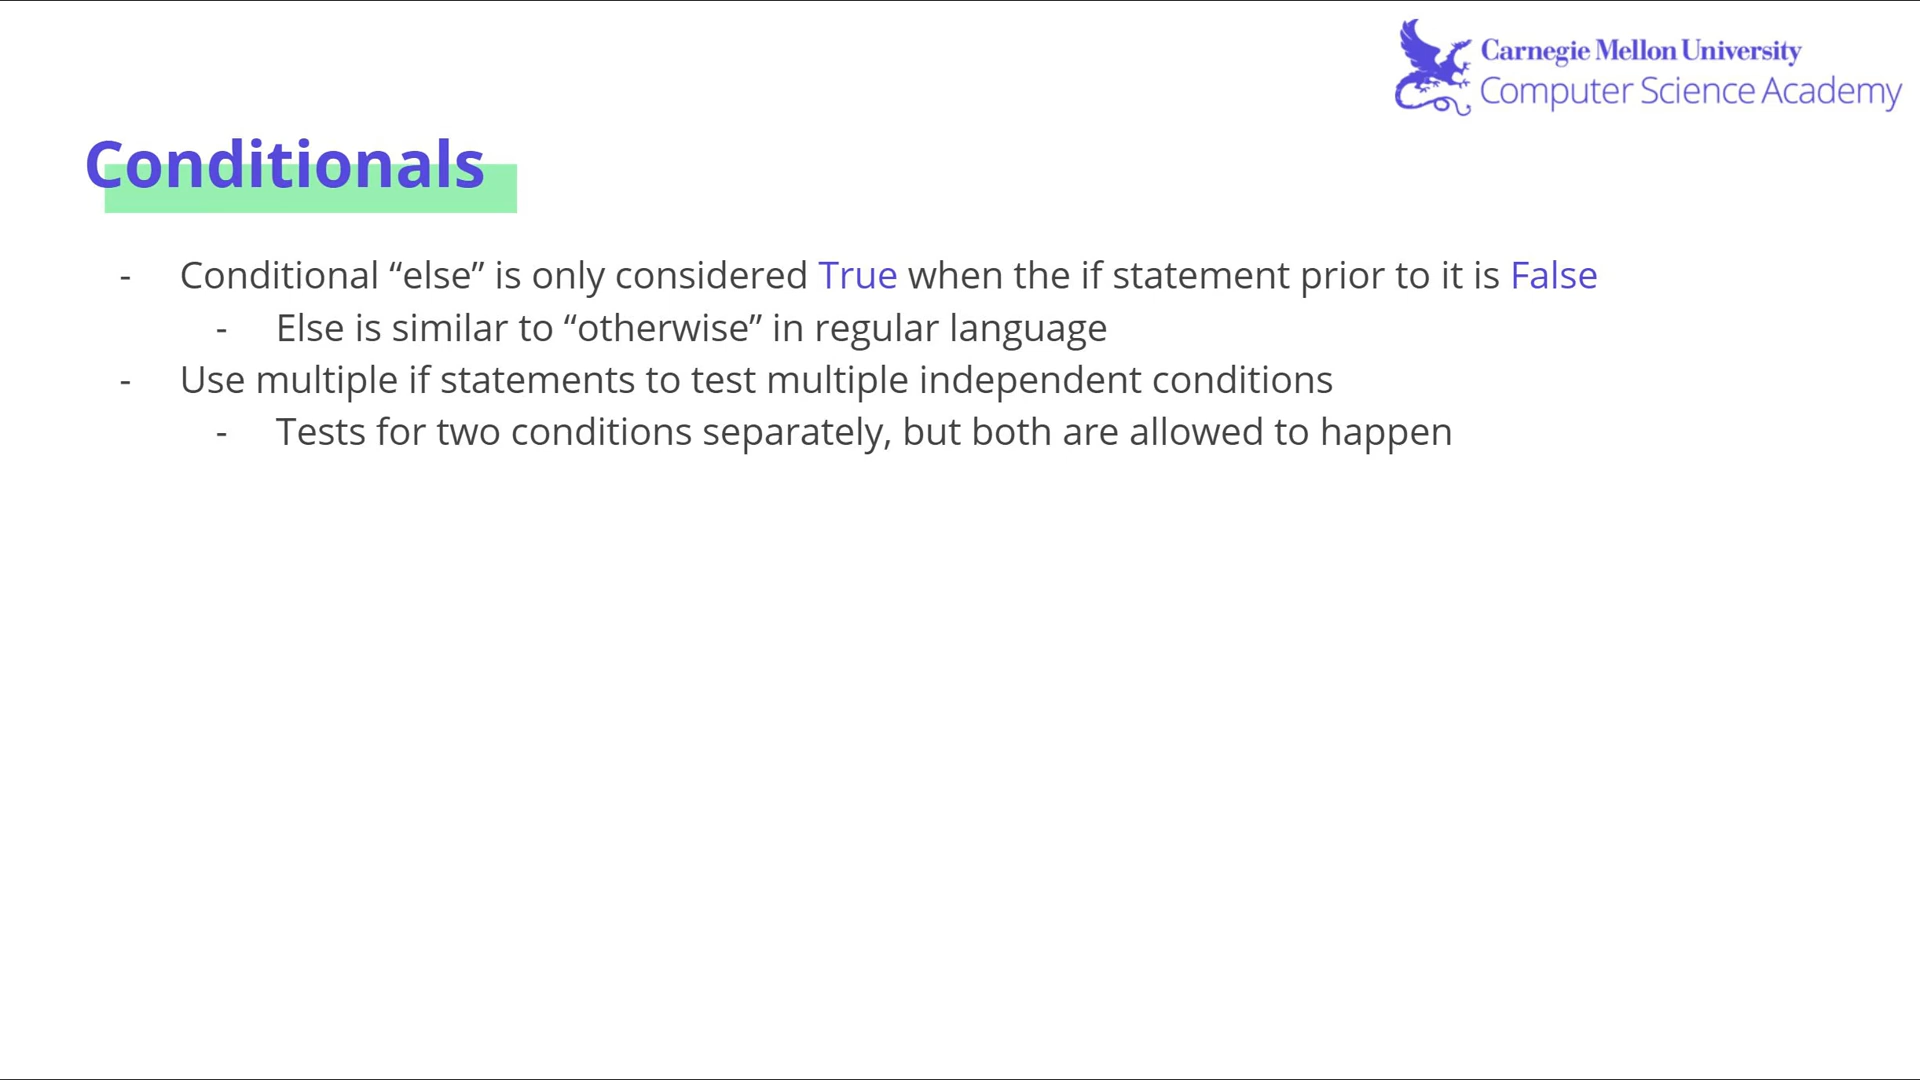 Carnegie Mellon University
Computer Science Academy
Conditionals
- Conditional “else” is only considered True when the if statement prior to it is False
- Else is similar to “otherwise” in regular language
- Use multiple if statements to test multiple independent conditions
- Tests for two conditions separately, but both are allowed to happen